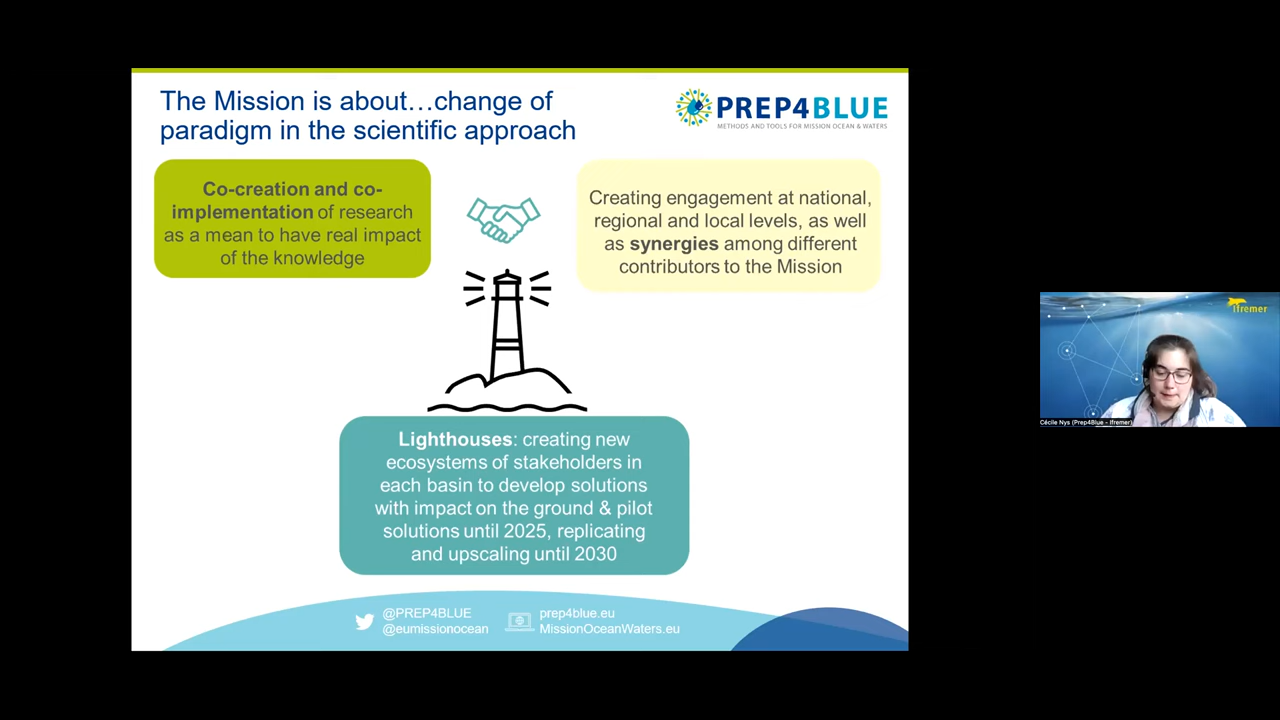 The Mission is about…change of
paradigm in the scientific approach
PREP4BLUE
METHODS AND TOOLS FOR MISSION OCEAN & WATERS
Co-creation and co-
implementation of research
as a mean to have real impact
of the knowledge
Creating engagement at national,
regional and local levels, as well
as synergies among different
contributors to the Mission
Lighthouses: creating new
ecosystems of stakeholders in
each basin to develop solutions
with impact on the ground & pilot
solutions until 2025, replicating
and upscaling until 2030
@PREP4BLUE
@eumissionocean
prep4blue.eu
MissionOceanWaters.eu
ifremer
Cécile Nys (Prep4Blue - Ifremer)